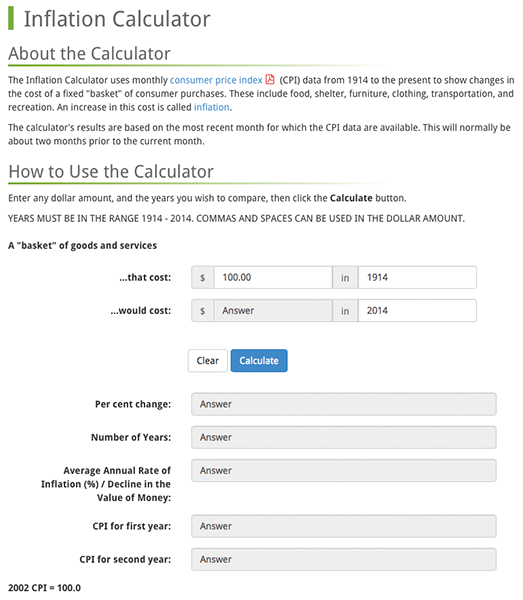 Inflation Calculator
About the Calculator
The Inflation Calculator uses monthly consumer price index (CPI) data from 1914 to the present to show changes in
the cost of a fixed "basket" of consumer purchases. These include food, shelter, furniture, clothing, transportation, and
recreation. An increase in this cost is called inflation.
The calculator's results are based on the most recent month for which the CPI data are available. This will normally be
about two months prior to the current month.
How to Use the Calculator
Enter any dollar amount, and the years you wish to compare, then click the Calculate button.
YEARS MUST BE IN THE RANGE 1914 - 2014. COMMAS AND SPACES CAN BE USED IN THE DOLLAR AMOUNT.
A "basket" of goods and services
...that cost: $ 100.00 in 1914
...would cost: $ Answer in 2014
Clear Calculate
Per cent change: Answer
Number of Years: Answer
Average Annual Rate of Answer
Inflation (%) / Decline in the
Value of Money:
CPI for first year: Answer
CPI for second year: Answer
2002 CPI = 100.0